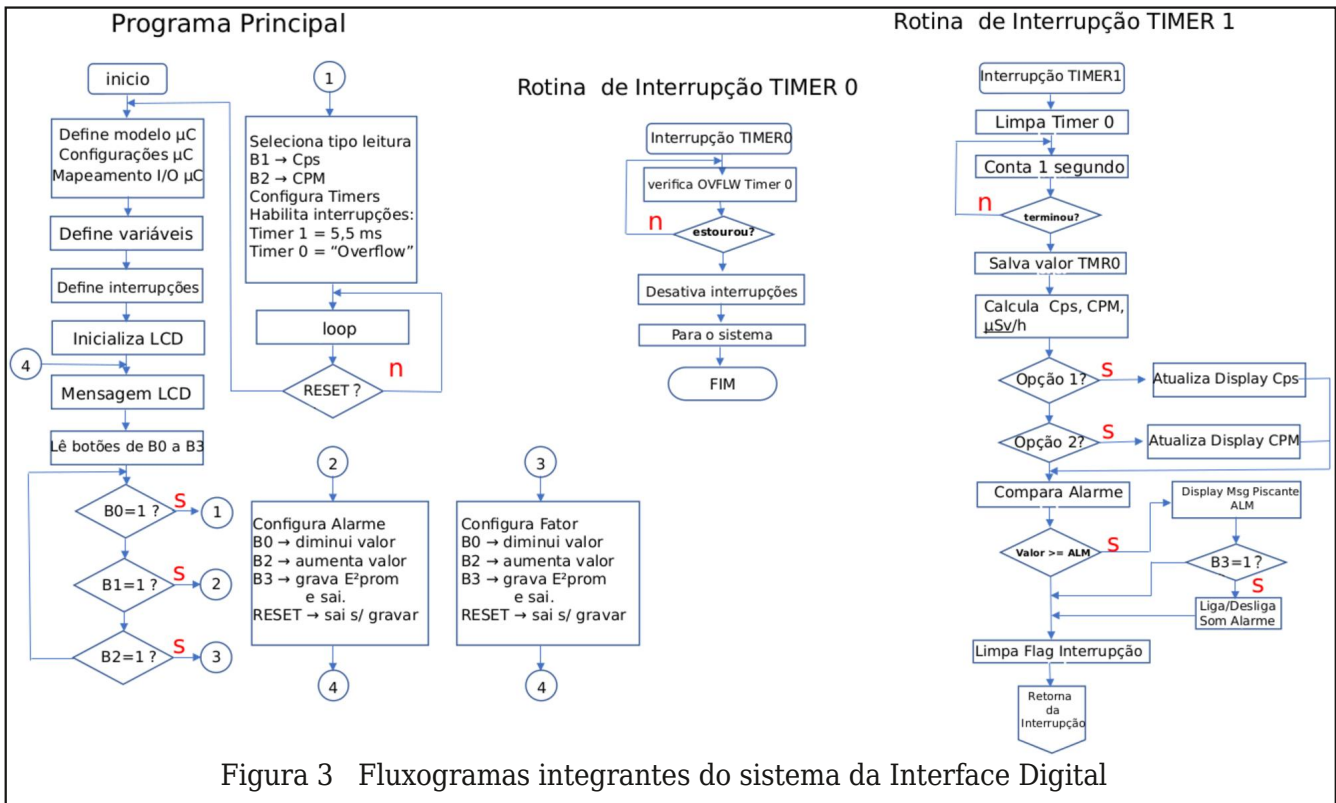 Programa Principal
inicio
Define modelo µC
Configurações µC
Mapeamento I/O µC
Define variáveis
Define interrupções
Inicializa LCD
4
Mensagem LCD
Lê botões de B0 a B3
B0=1 ?
s
1
B1=1 ?
s
2
B2=1 ?
s
3
1
Seleciona tipo leitura
B1 → Cps
B2 → CPM
Configura Timers
Habilita interrupções:
Timer 1 = 5,5 ms
Timer 0 = “Overflow”
loop
RESET ?
n
2
Configura Alarme
B0 → diminui valor
B2 → aumenta valor
B3 → grava E²prom
e sai.
RESET → sai s/ gravar
4
3
Configura Fator
B0 → diminui valor
B2 → aumenta valor
B3 → grava E²prom
e sai.
RESET → sai s/ gravar
4
Rotina de Interrupção TIMER 0
Interrupção TIMER0
verifica OVFLW Timer 0
n
estourou?
Desativa interrupções
Para o sistema
FIM
Rotina de Interrupção TIMER 1
Interrupção TIMER1
Limpa Timer 0
Conta 1 segundo
n
terminou?
Salva valor TMR0
Calcula Cps, CPM,
µSv/h
Opção 1?
s
Atualiza Display Cps
Opção 2?
s
Atualiza Display CPM
Compara Alarme
Valor >= ALM
s
Display Msg Piscante
ALM
B3=1 ?
s
Liga/Desliga
Som Alarme
Limpa Flag Interrupção
Retorna
da
Interrupção
Figura 3 Fluxogramas integrantes do sistema da Interface Digital